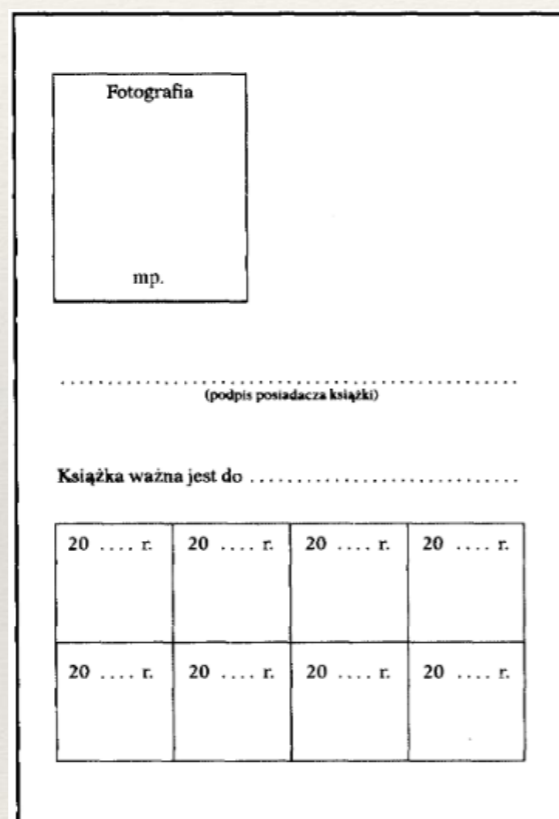 Fotografia
mp.
........................................
(podpis posiadacza książki)
Książka ważna jest do ............................
20 .... r. 20 .... r. 20 .... r. 20 .... r.
20 .... r. 20 .... r. 20 .... r. 20 .... r.